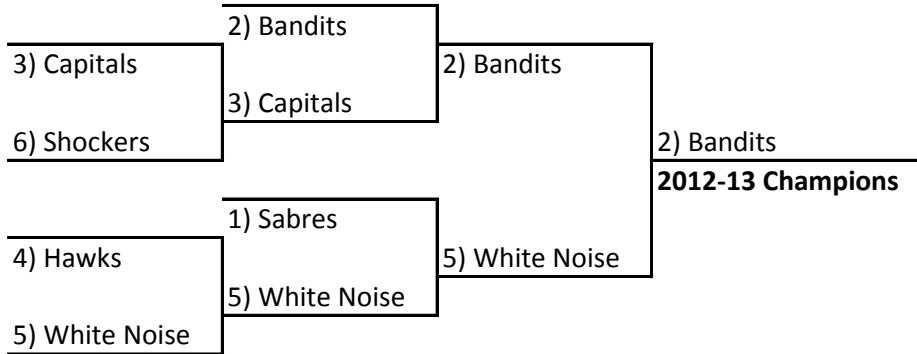 2) Bandits
3) Capitals
2) Bandits
3) Capitals
6) Shockers
2) Bandits
2012-13 Champions
1) Sabres
4) Hawks
5) White Noise
5) White Noise
5) White Noise